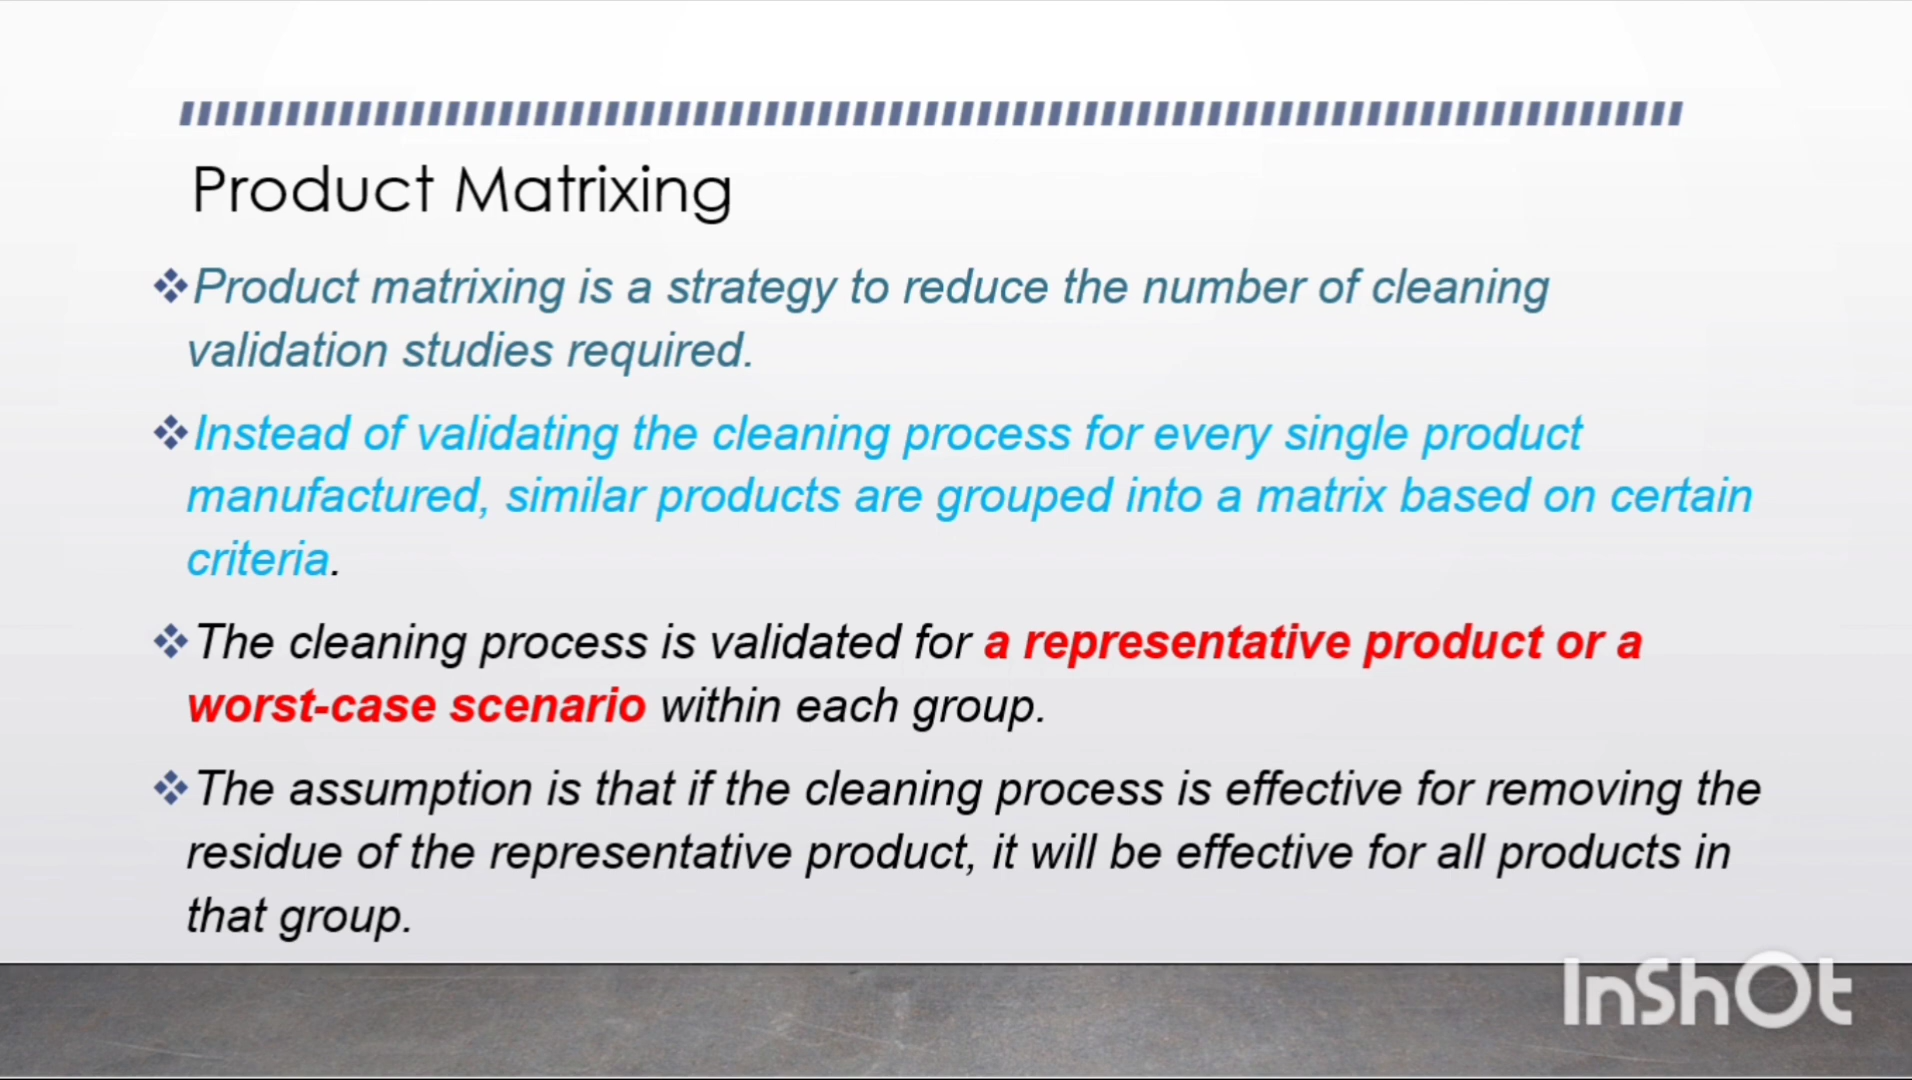 Product Matrixing
❖Product matrixing is a strategy to reduce the number of cleaning
validation studies required.
❖Instead of validating the cleaning process for every single product
manufactured, similar products are grouped into a matrix based on certain
criteria.
❖The cleaning process is validated for a representative product or a
worst-case scenario within each group.
❖The assumption is that if the cleaning process is effective for removing the
residue of the representative product, it will be effective for all products in
that group.
InShOt